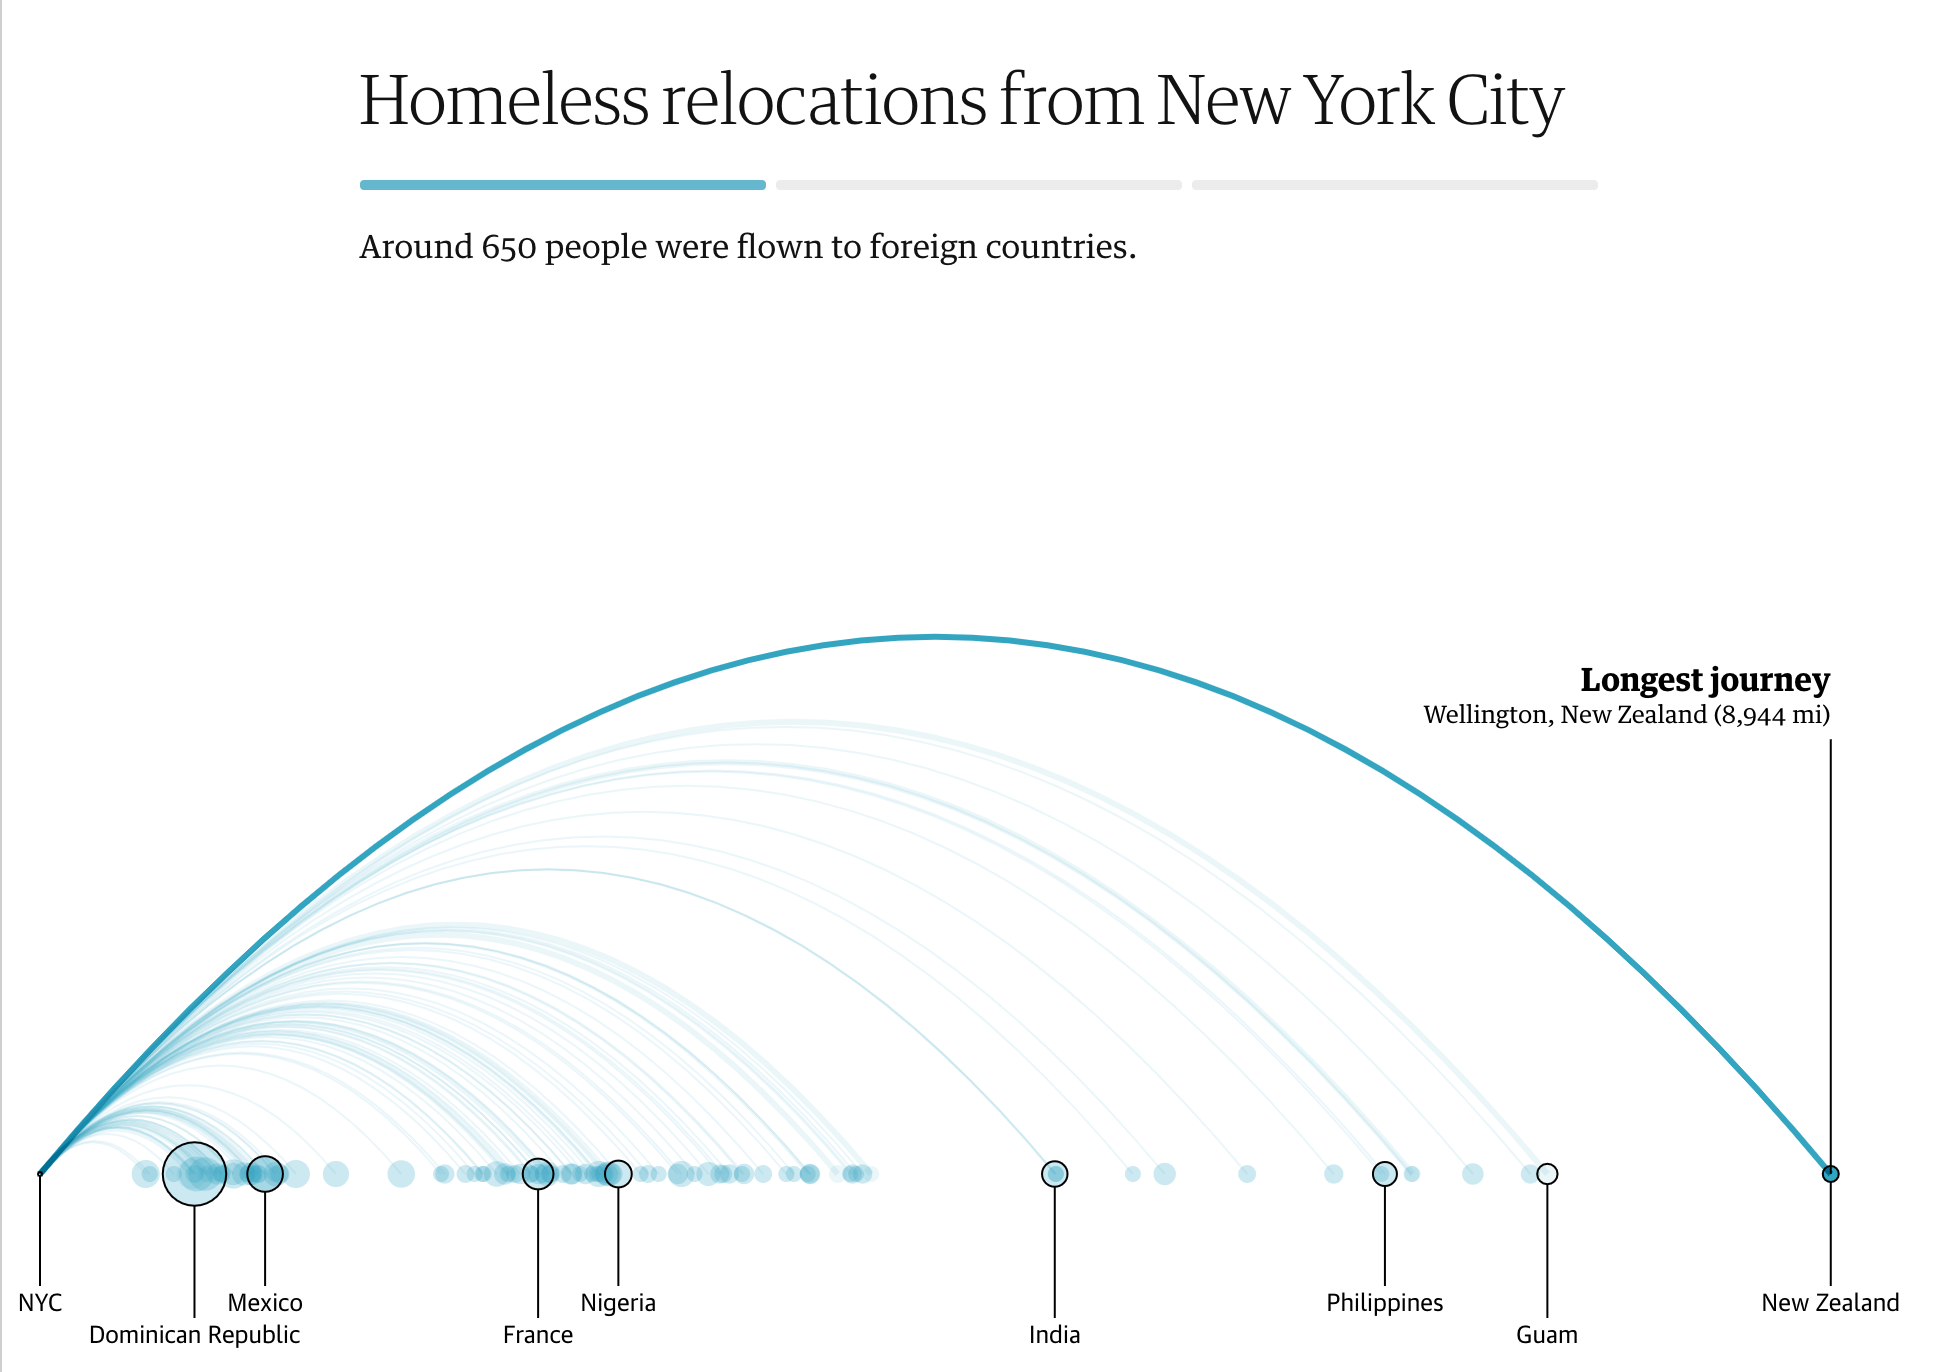 Homeless relocations from New York City
Around 650 people were flown to foreign countries.
Longest journey
Wellington, New Zealand (8,944 mi)
NYC
Dominican Republic
Mexico
France
Nigeria
India
Philippines
Guam
New Zealand